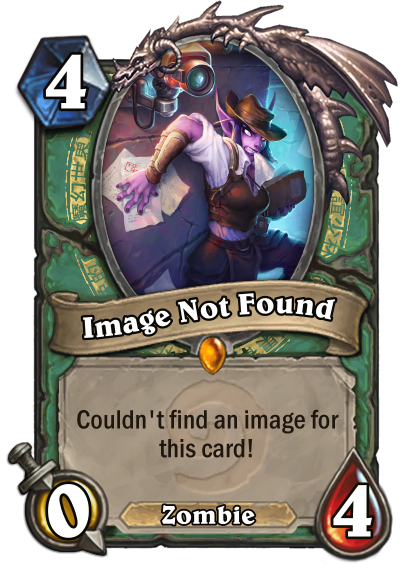 4
Image Not Found
Couldn't find an image for
this card!
0
Zombie
4